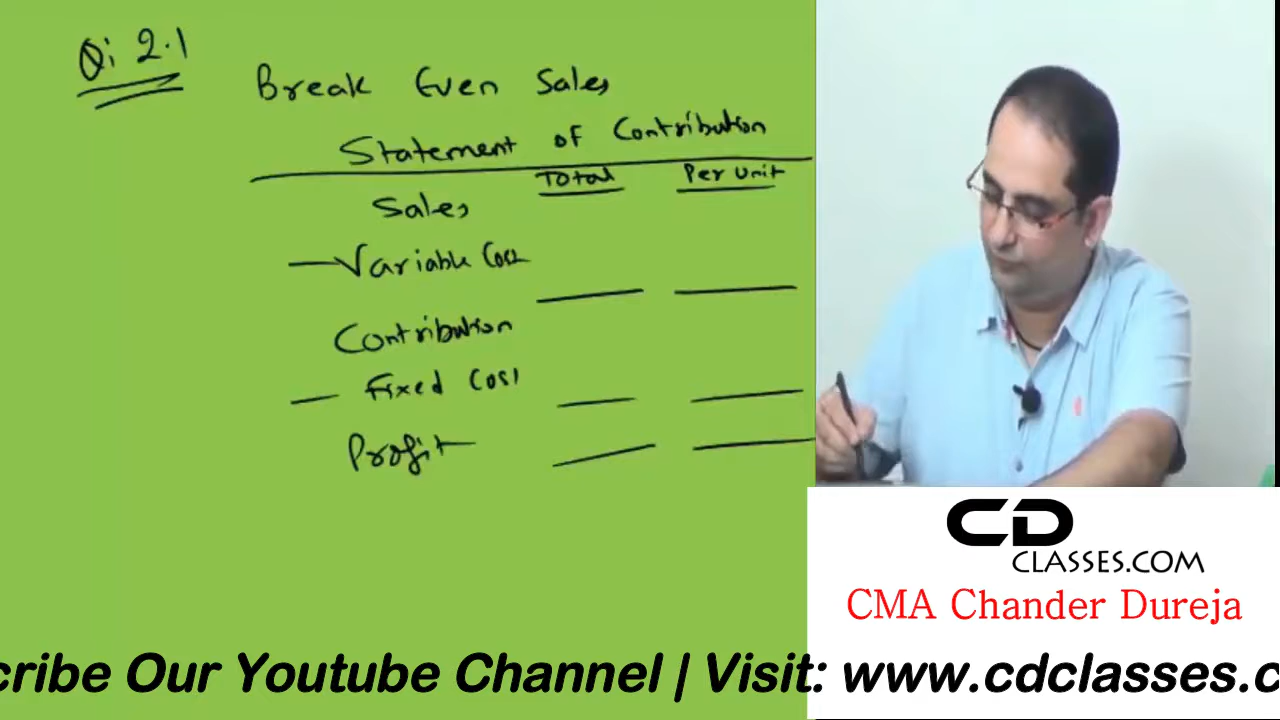 Q: 2.1
Break Even Sales
Statement of Contribution
Total Per Unit
Sales
— Variable Cost
Contribution
— Fixed Cost
Profit
CD
CLASSES.COM
CMA Chander Dureja
cribe Our Youtube Channel | Visit: www.cdclasses.c